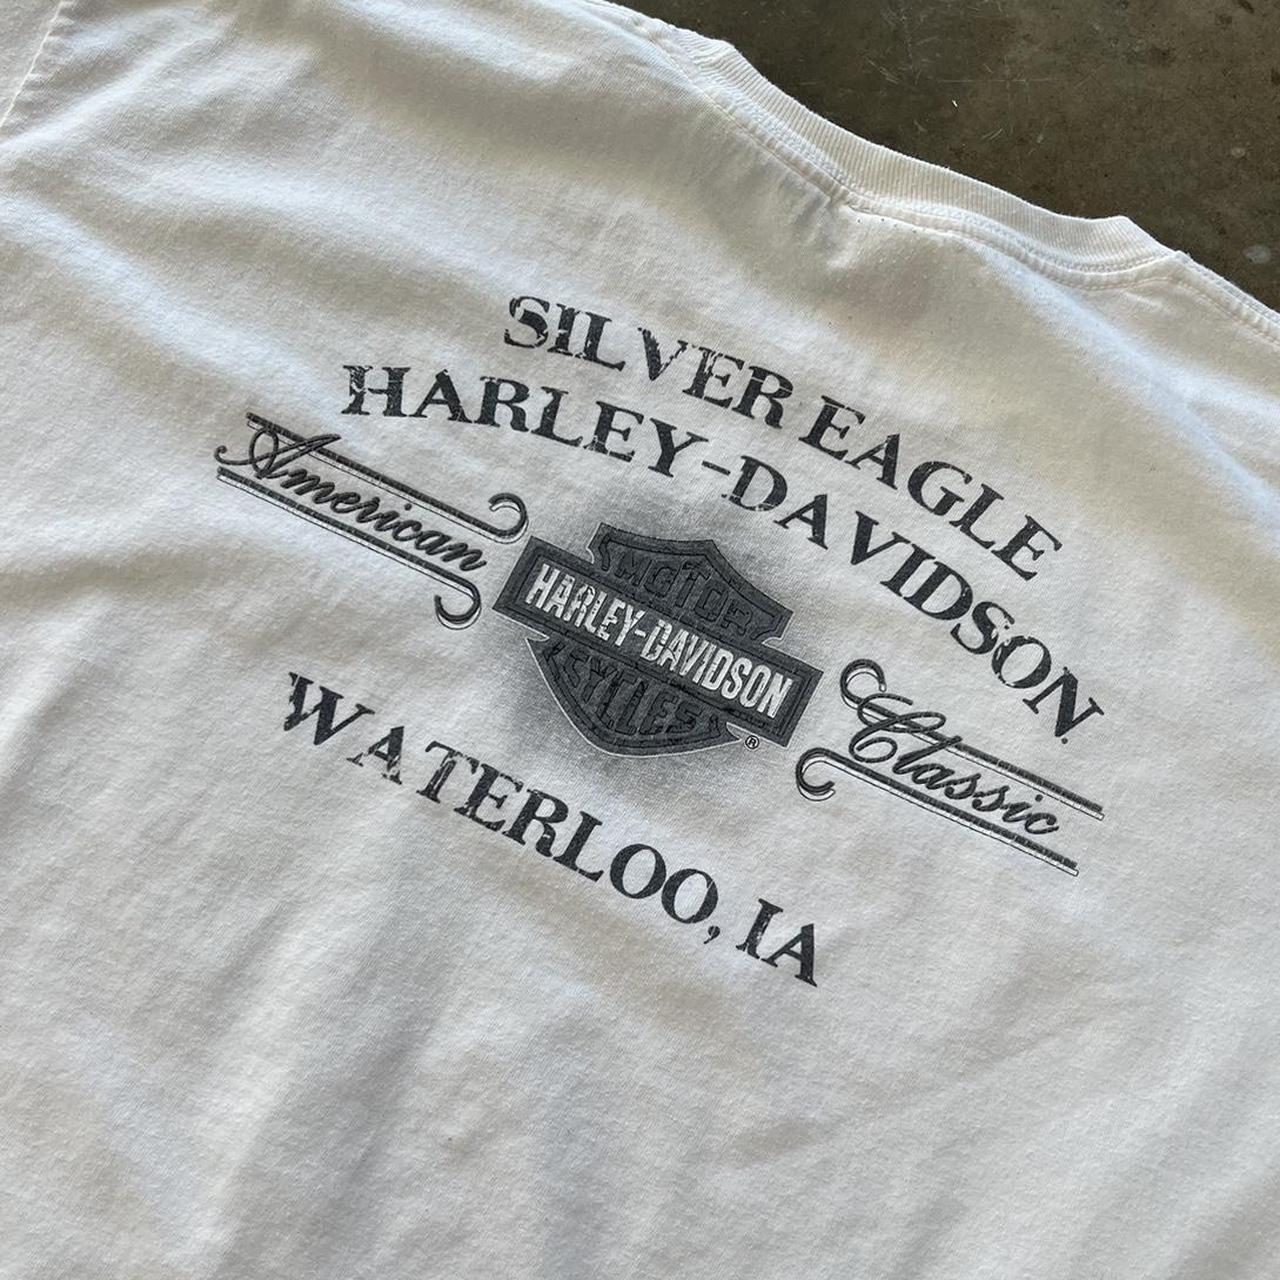 SILVER EAGLE
HARLEY-DAVIDSON.
American
MOTOR
HARLEY-DAVIDSON
CYCLES
®
Classic
WATERLOO, IA